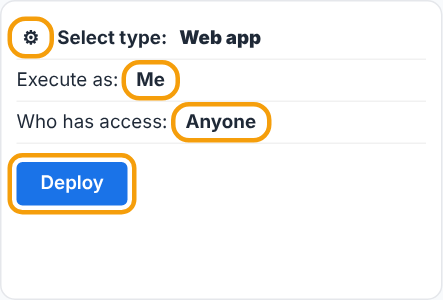 ⚙ Select type: Web app
Execute as: Me
Who has access: Anyone
Deploy